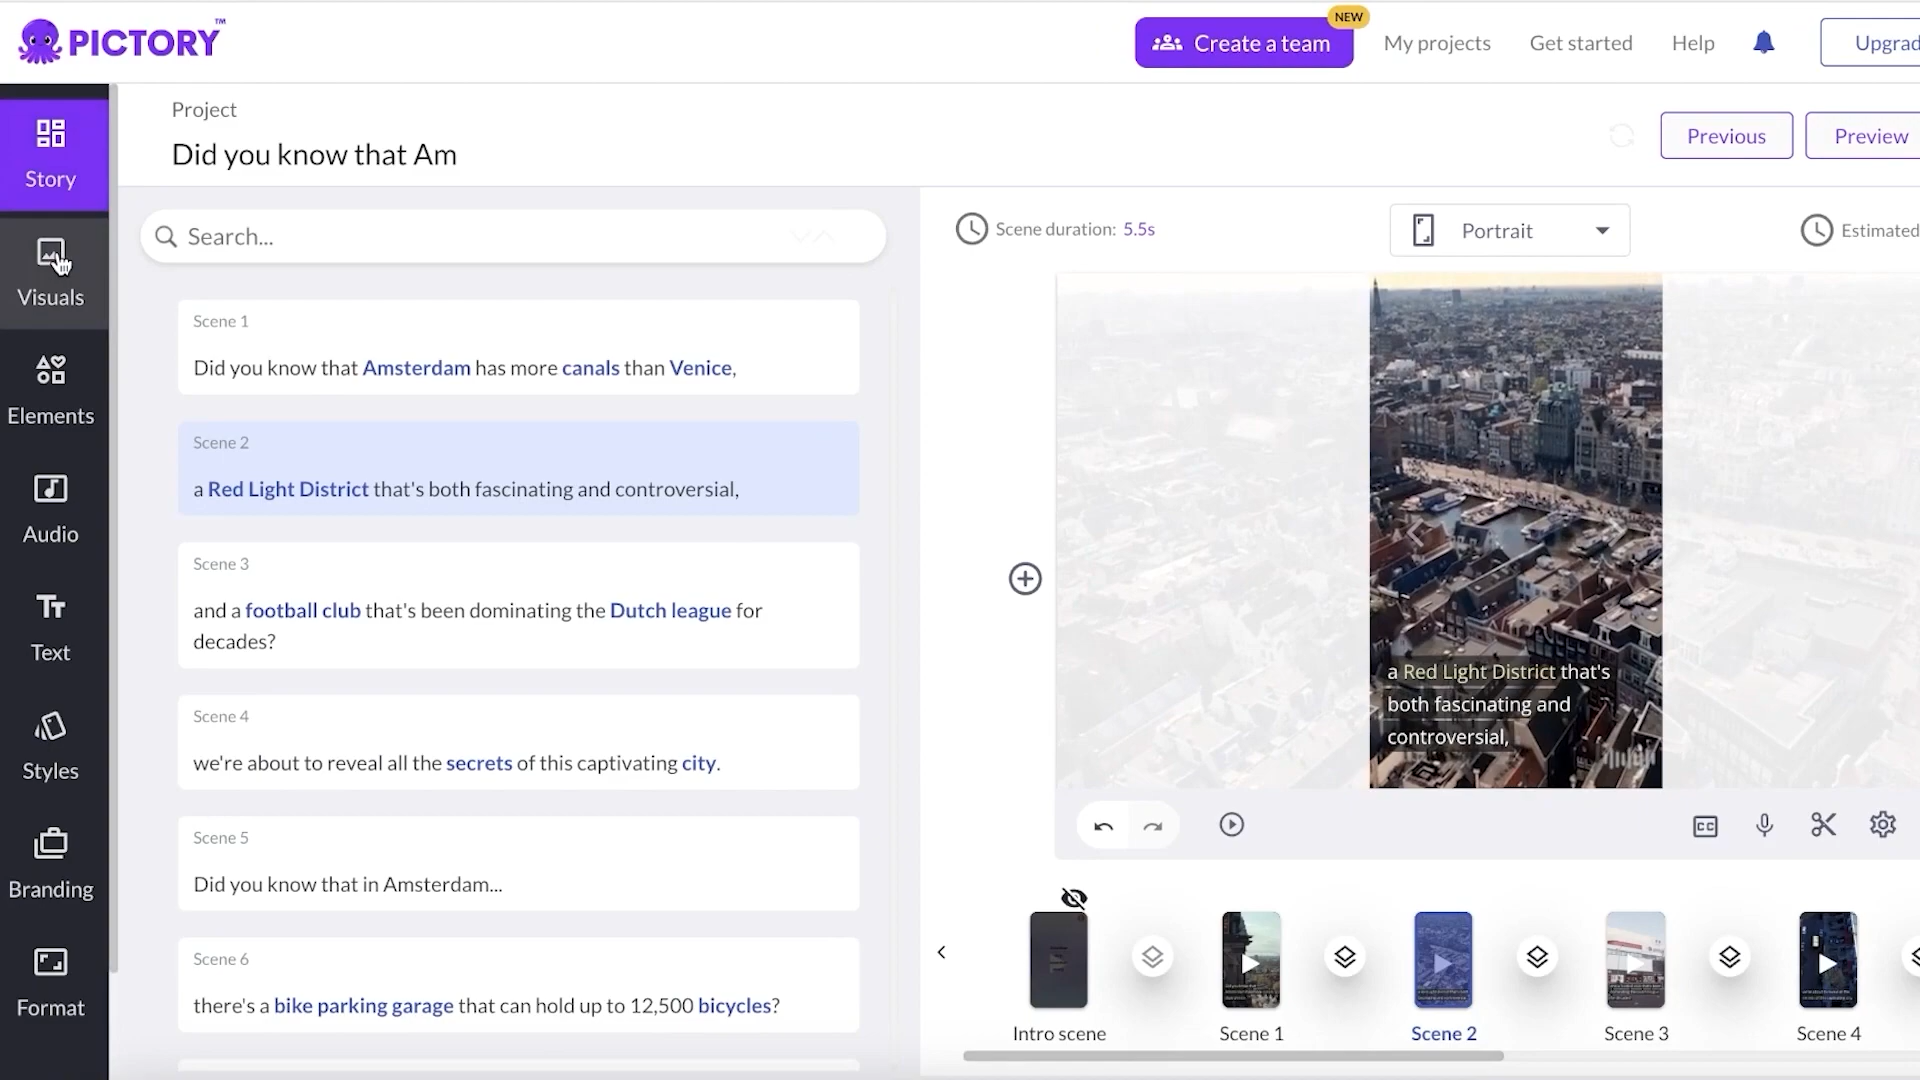 PICTORY™
Create a team
NEW
My projects
Get started
Help
Upgrad
Story
Visuals
Elements
Audio
Text
Styles
Branding
Format
Project
Did you know that Am
Previous
Preview
Search...
Scene 1
Did you know that Amsterdam has more canals than Venice,
Scene 2
a Red Light District that's both fascinating and controversial,
Scene 3
and a football club that's been dominating the Dutch league for
decades?
Scene 4
we're about to reveal all the secrets of this captivating city.
Scene 5
Did you know that in Amsterdam...
Scene 6
there's a bike parking garage that can hold up to 12,500 bicycles?
Scene duration: 5.5s
Portrait
Estimated
a Red Light District that's
both fascinating and
controversial,
CC
Intro scene
Scene 1
Scene 2
Scene 3
Scene 4